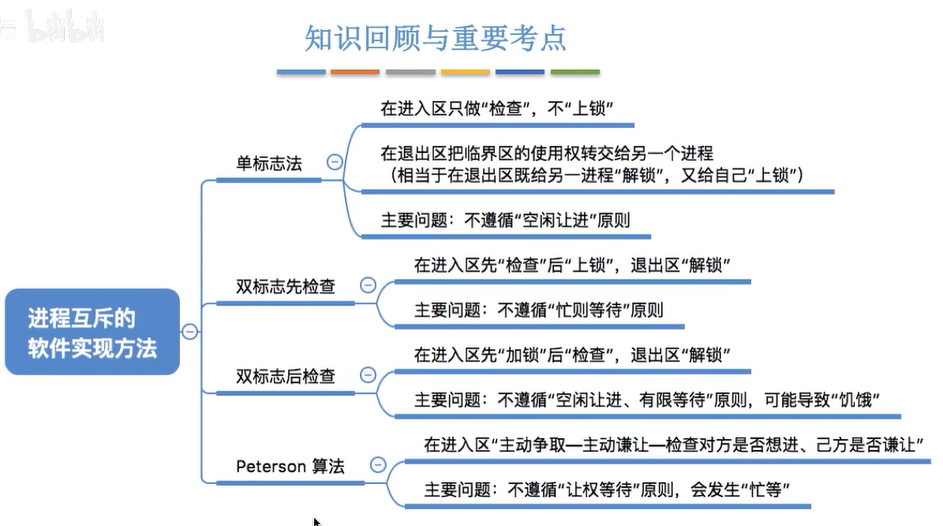 bilibili
知识回顾与重要考点
在进入区只做“检查”，不“上锁”
单标志法
在退出区把临界区的使用权转交给另一个进程
（相当于在退出区既给另一进程“解锁”，又给自己“上锁”）
主要问题：不遵循“空闲让进”原则
在进入区先“检查”后“上锁”，退出区“解锁”
双标志先检查
主要问题：不遵循“忙则等待”原则
进程互斥的
软件实现方法
在进入区先“加锁”后“检查”，退出区“解锁”
双标志后检查
主要问题：不遵循“空闲让进、有限等待”原则，可能导致“饥饿”
在进入区“主动争取—主动谦让—检查对方是否想进、己方是否谦让”
Peterson 算法
主要问题：不遵循“让权等待”原则，会发生“忙等”